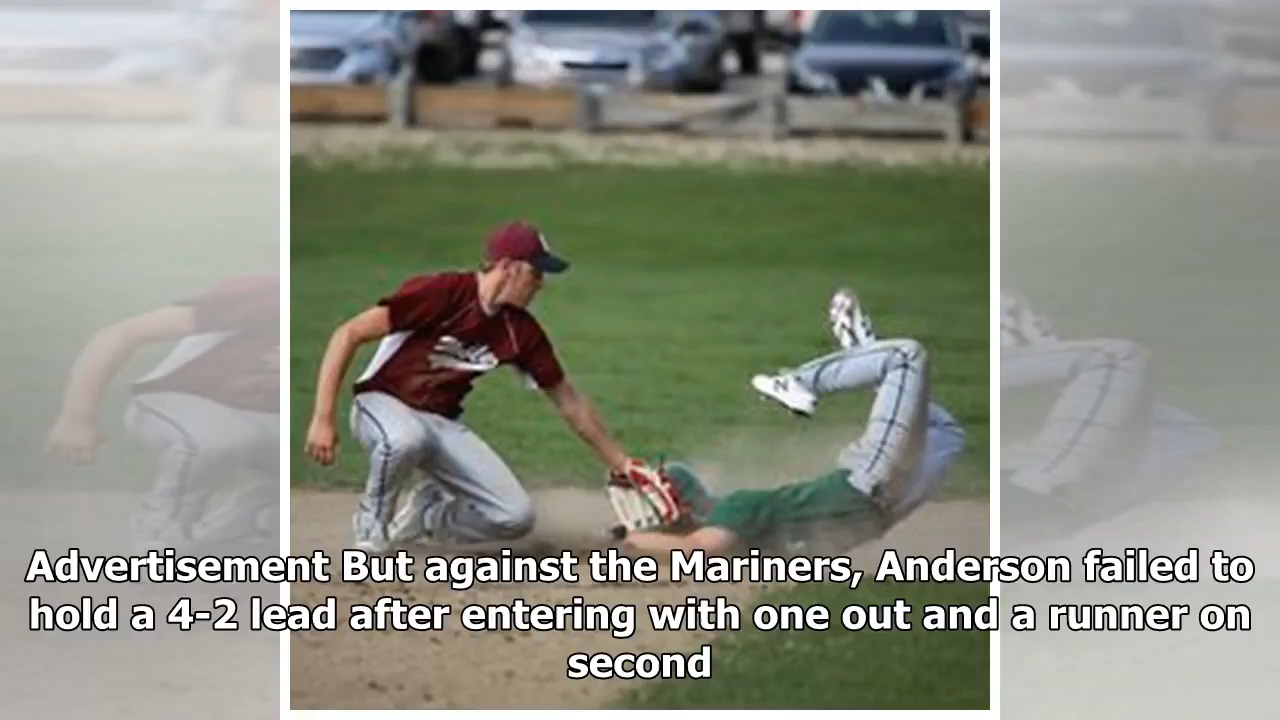 Advertisement But against the Mariners, Anderson failed to
hold a 4-2 lead after entering with one out and a runner on
second